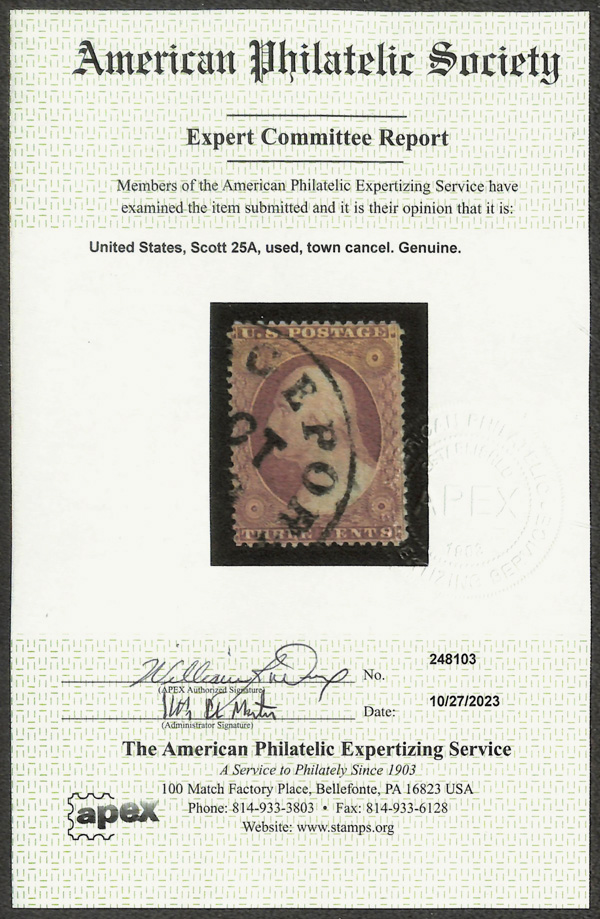 American Philatelic Society
Expert Committee Report
Members of the American Philatelic Expertizing Service have
examined the item submitted and it is their opinion that it is:
United States, Scott 25A, used, town cancel. Genuine.
U.S. POSTAGE
CEPOR
CT
THREE CENTS
APEX
No.
248103
(APEX Authorized Signature)
Date:
10/27/2023
(Administrator Signature)
The American Philatelic Expertizing Service
A Service to Philately Since 1903
100 Match Factory Place, Bellefonte, PA 16823 USA
Phone: 814-933-3803 • Fax: 814-933-6128
Website: www.stamps.org
apex